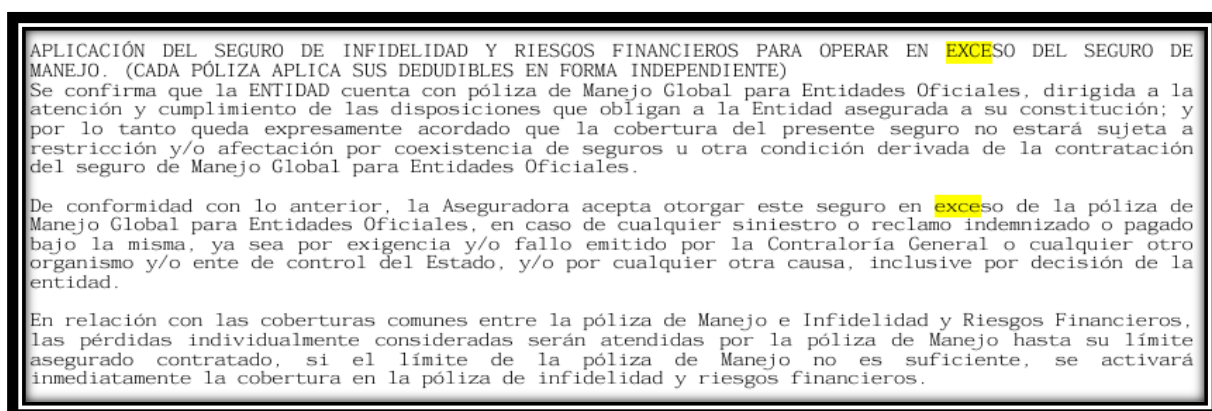 APLICACIÓN DEL SEGURO DE INFIDELIDAD Y RIESGOS FINANCIEROS PARA OPERAR EN EXCESO DEL SEGURO DE
MANEJO. (CADA PÓLIZA APLICA SUS DEDUDIBLES EN FORMA INDEPENDIENTE)
Se confirma que la ENTIDAD cuenta con póliza de Manejo Global para Entidades Oficiales, dirigida a la
atención y cumplimiento de las disposiciones que obligan a la Entidad asegurada a su constitución; y
por lo tanto queda expresamente acordado que la cobertura del presente seguro no estará sujeta a
restricción y/o afectación por coexistencia de seguros u otra condición derivada de la contratación
del seguro de Manejo Global para Entidades Oficiales.
De conformidad con lo anterior, la Aseguradora acepta otorgar este seguro en exceso de la póliza de
Manejo Global para Entidades Oficiales, en caso de cualquier siniestro o reclamo indemnizado o pagado
bajo la misma, ya sea por exigencia y/o fallo emitido por la Contraloría General o cualquier otro
organismo y/o ente de control del Estado, y/o por cualquier otra causa, inclusive por decisión de la
entidad.
En relación con las coberturas comunes entre la póliza de Manejo e Infidelidad y Riesgos Financieros,
las pérdidas individualmente consideradas serán atendidas por la póliza de Manejo hasta su límite
asegurado contratado, si el límite de la póliza de Manejo no es suficiente, se activará
inmediatamente la cobertura en la póliza de infidelidad y riesgos financieros.